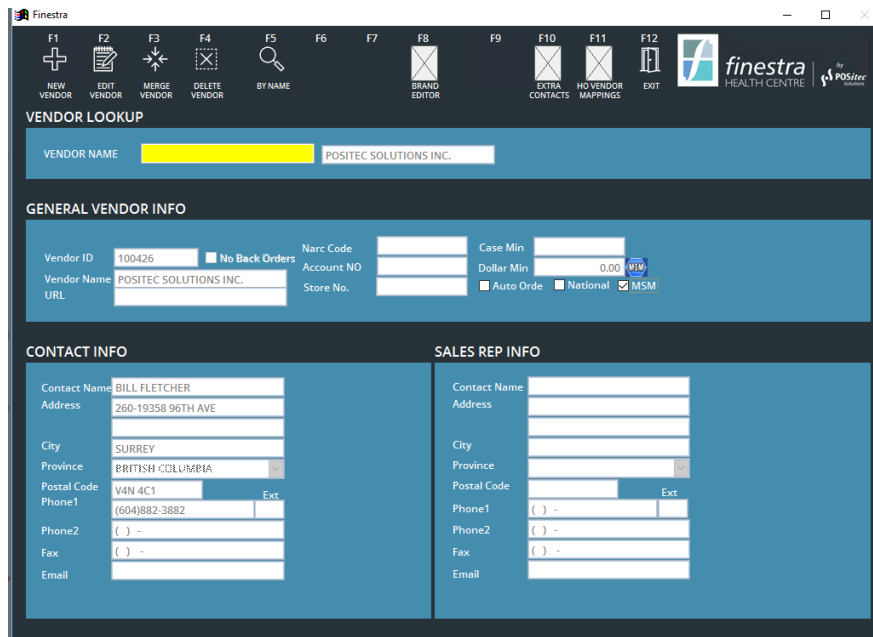 Finestra
F1 F2 F3 F4 F5 F6 F7 F8 F9 F10 F11 F12
NEW VENDOR
EDIT VENDOR
MERGE VENDOR
DELETE VENDOR
BY NAME
BRAND EDITOR
EXTRA CONTACTS
HO VENDOR MAPPINGS
EXIT
finestra
HEALTH CENTRE
by
POSitec
Solutions
VENDOR LOOKUP
VENDOR NAME POSITEC SOLUTIONS INC.
GENERAL VENDOR INFO
Vendor ID 100426 No Back Orders
Vendor Name POSITEC SOLUTIONS INC.
URL
Narc Code
Account NO
Store No.
Case Min
Dollar Min 0.00 MSM
Auto Orde National MSM
CONTACT INFO
Contact Name BILL FLETCHER
Address 260-19358 96TH AVE
City SURREY
Province BRITISH COLUMBIA
Postal Code V4N 4C1
Ext
Phone1 (604)882-3882
Phone2 ( ) -
Fax ( ) -
Email
SALES REP INFO
Contact Name
Address
City
Province
Postal Code
Ext
Phone1 ( ) -
Phone2 ( ) -
Fax ( ) -
Email